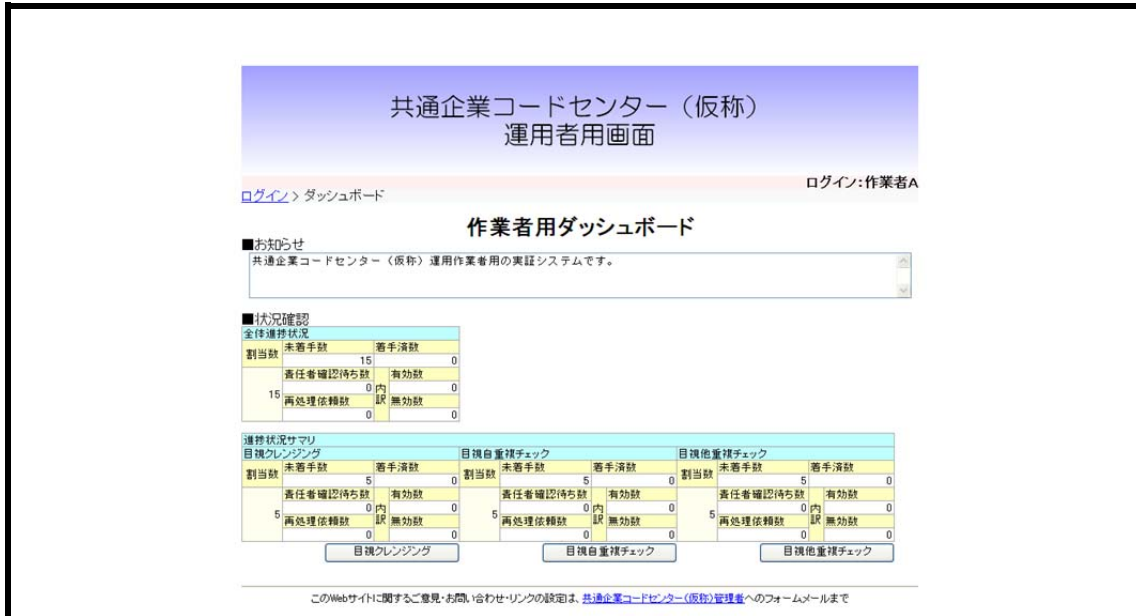 共通企業コードセンター（仮称）
運用者用画面
ログイン：作業者A
ログイン > ダッシュボード
作業者用ダッシュボード
■お知らせ
共通企業コードセンター（仮称）運用作業者用の実証システムです。
■状況確認
全体進捗状況
割当数 未着手数 着手済数
15 0
責任者確認待ち数 内訳 有効数
15 0 0
再処理依頼数 無効数
0 0
進捗状況サマリ
目視クレンジング 目視自重複チェック 目視他重複チェック
割当数 未着手数 着手済数 割当数 未着手数 着手済数 割当数 未着手数 着手済数
5 0 5 0 5 0
責任者確認待ち数 内訳 有効数 責任者確認待ち数 内訳 有効数 責任者確認待ち数 内訳 有効数
5 0 0 5 0 0 5 0 0
再処理依頼数 無効数 再処理依頼数 無効数 再処理依頼数 無効数
0 0 0 0 0 0
目視クレンジング 目視自重複チェック 目視他重複チェック
このWebサイトに関するご意見・お問い合わせ・リンクの設定は、共通企業コードセンター（仮称）管理者へのフォームメールまで